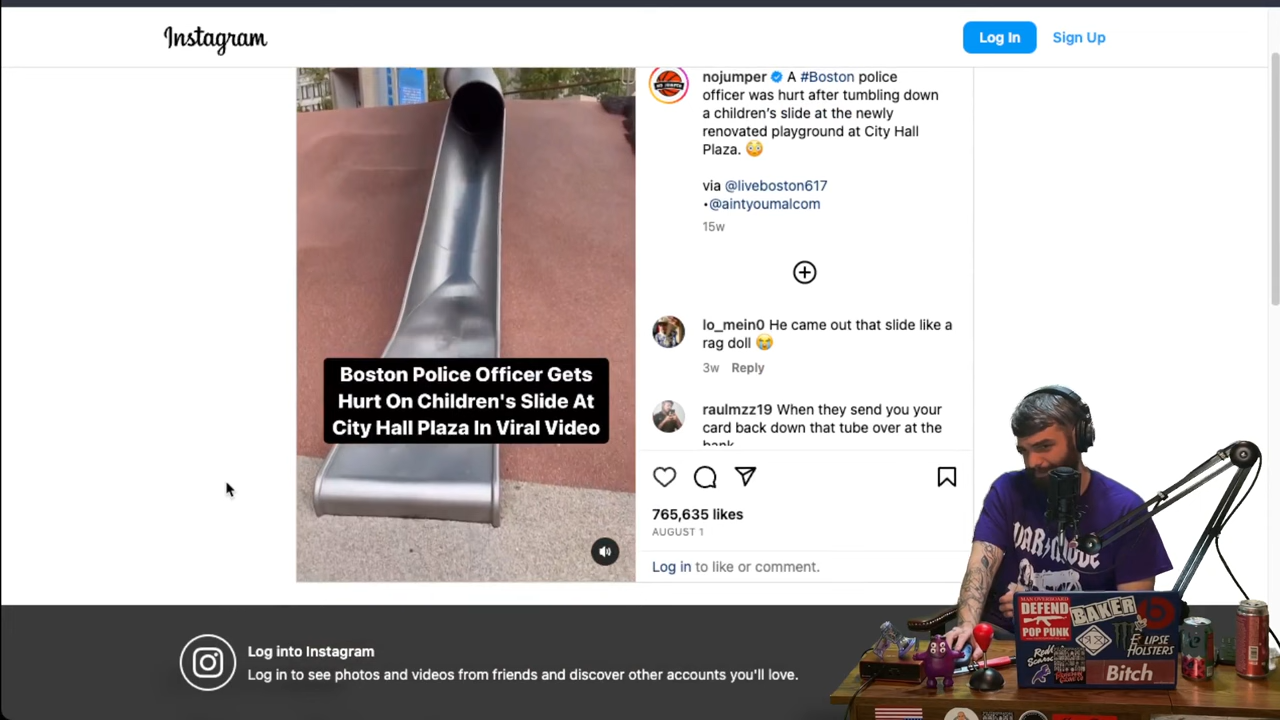 Instagram
Log In
Sign Up
nojumper A #Boston police
officer was hurt after tumbling down
a children's slide at the newly
renovated playground at City Hall
Plaza. 😳
via @liveboston617
•@aintyoumalcom
15w
lo_mein0 He came out that slide like a
rag doll 😭
3w Reply
raulmzz19 When they send you your
card back down that tube over at the
bank
Boston Police Officer Gets
Hurt On Children's Slide At
City Hall Plaza In Viral Video
765,635 likes
AUGUST 1
Log in to like or comment.
Log into Instagram
Log in to see photos and videos from friends and discover other accounts you'll love.
MAN OVERBOARD
DEFEND
POP PUNK
BAKER
HOLSTERS
Bitch